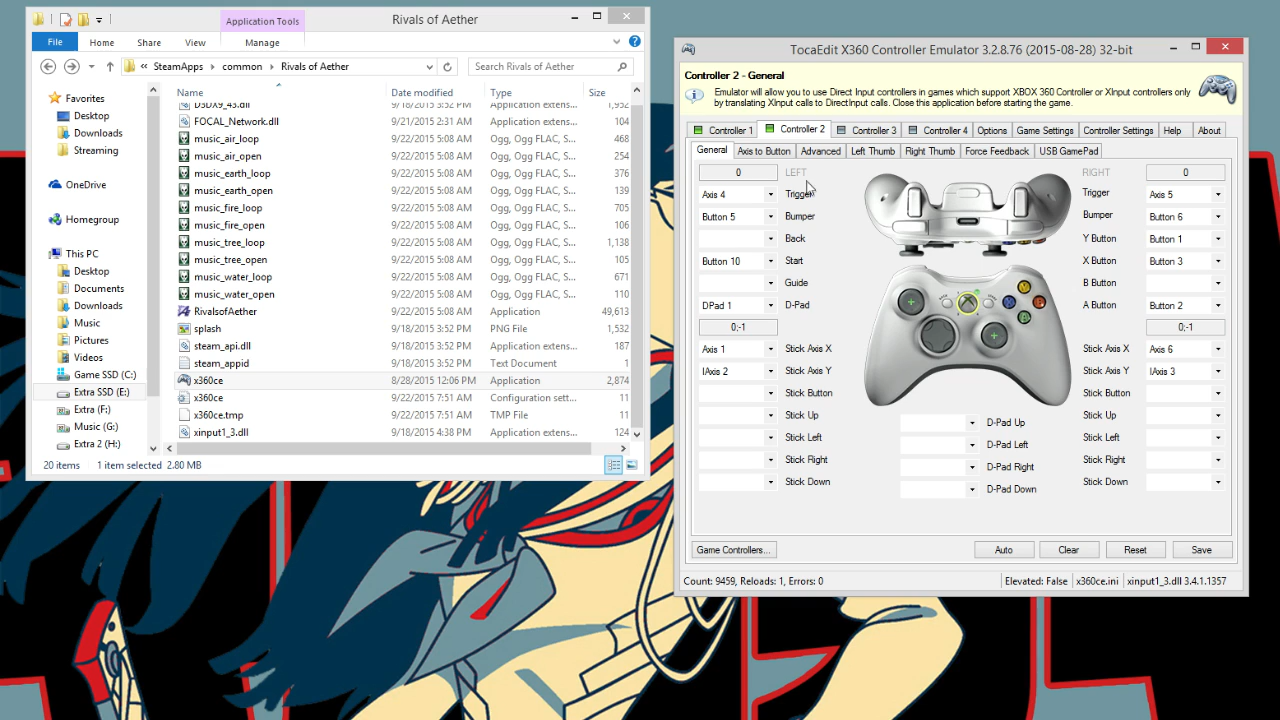 Application Tools
Rivals of Aether
File
Home
Share
View
Manage
SteamApps
common
Rivals of Aether
Search Rivals of Aether
Favorites
Desktop
Downloads
Streaming
OneDrive
Homegroup
This PC
Desktop
Documents
Downloads
Music
Pictures
Videos
Game SSD (C:)
Extra SSD (E:)
Extra (F:)
Music (G:)
Extra 2 (H:)
Name Date modified Type Size
D3DX9_43.dll 9/18/2015 3:52 PM Application extens... 1,952
FOCAL_Network.dll 9/21/2015 2:31 AM Application extens... 104
music_air_loop 9/22/2015 5:08 AM Ogg, Ogg FLAC, S... 468
music_air_open 9/22/2015 5:08 AM Ogg, Ogg FLAC, S... 254
music_earth_loop 9/22/2015 5:08 AM Ogg, Ogg FLAC, S... 376
music_earth_open 9/22/2015 5:08 AM Ogg, Ogg FLAC, S... 139
music_fire_loop 9/22/2015 5:08 AM Ogg, Ogg FLAC, S... 705
music_fire_open 9/22/2015 5:08 AM Ogg, Ogg FLAC, S... 106
music_tree_loop 9/22/2015 5:08 AM Ogg, Ogg FLAC, S... 1,138
music_tree_open 9/22/2015 5:08 AM Ogg, Ogg FLAC, S... 105
music_water_loop 9/22/2015 5:08 AM Ogg, Ogg FLAC, S... 671
music_water_open 9/22/2015 5:08 AM Ogg, Ogg FLAC, S... 110
RivalsofAether 9/22/2015 5:08 AM Application 49,613
splash 9/18/2015 3:52 PM PNG File 1,532
steam_api.dll 9/18/2015 3:52 PM Application extens... 187
steam_appid 9/18/2015 3:52 PM Text Document 1
x360ce 8/28/2015 12:06 PM Application 2,874
x360ce 9/22/2015 7:51 AM Configuration sett... 11
x360ce.tmp 9/22/2015 7:51 AM TMP File 11
xinput1_3.dll 9/18/2015 4:38 PM Application extens... 124
20 items 1 item selected 2.80 MB
TocaEdit X360 Controller Emulator 3.2.8.76 (2015-08-28) 32-bit
Controller 2 - General
Emulator will allow you to use Direct Input controllers in games which support XBOX 360 Controller or XInput controllers only
by translating XInput calls to DirectInput calls. Close this application before starting the game.
Controller 1 Controller 2 Controller 3 Controller 4 Options Game Settings Controller Settings Help About
General Axis to Button Advanced Left Thumb Right Thumb Force Feedback USB GamePad
0 LEFT RIGHT 0
Axis 4 Trigger Trigger Axis 5
Button 5 Bumper Bumper Button 6
Back Y Button Button 1
Button 10 Start X Button Button 3
Guide B Button
DPad 1 D-Pad A Button Button 2
0;-1 0;-1
Axis 1 Stick Axis X Stick Axis X Axis 6
IAxis 2 Stick Axis Y Stick Axis Y IAxis 3
Stick Button Stick Button
Stick Up Stick Up
D-Pad Up
Stick Left Stick Left
D-Pad Left
Stick Right Stick Right
D-Pad Right
Stick Down Stick Down
D-Pad Down
Game Controllers... Auto Clear Reset Save
Count: 9459, Reloads: 1, Errors: 0 Elevated: False x360ce.ini xinput1_3.dll 3.4.1.1357